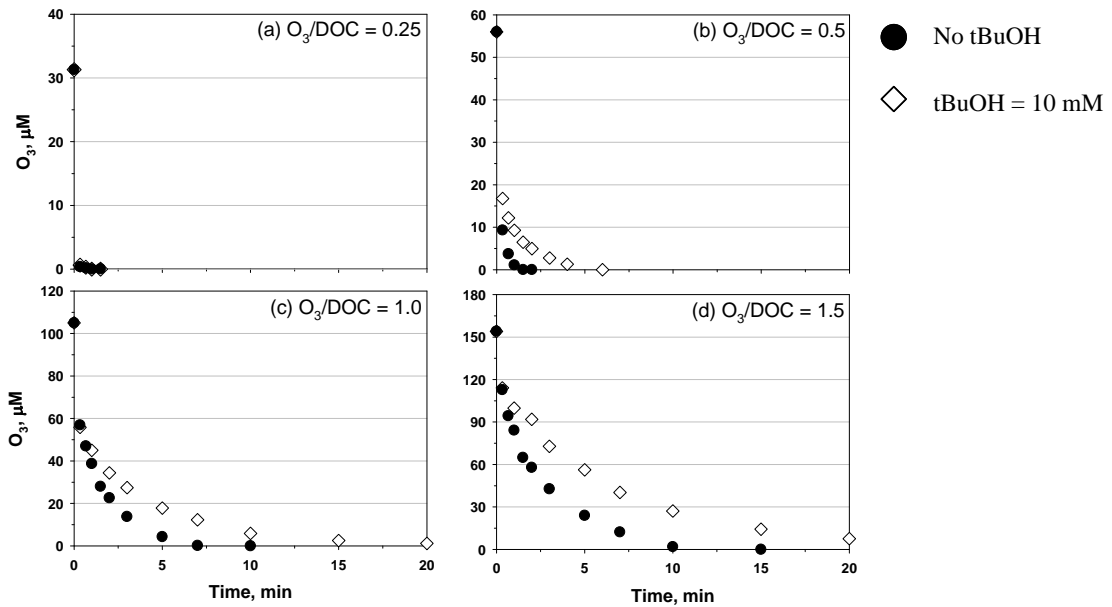 (a) O₃/DOC = 0.25
40
30
20
10
0
O₃, µM
(b) O₃/DOC = 0.5
60
50
40
30
20
10
0
No tBuOH
tBuOH = 10 mM
(c) O₃/DOC = 1.0
120
100
80
60
40
20
0
O₃, µM
0 5 10 15 20
Time, min
(d) O₃/DOC = 1.5
180
150
120
90
60
30
0
0 5 10 15 20
Time, min